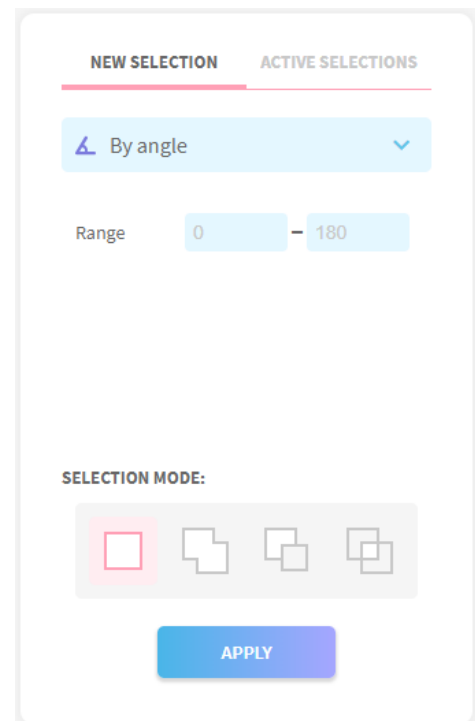 NEW SELECTION ACTIVE SELECTIONS
By angle
Range 0 – 180
SELECTION MODE:
APPLY